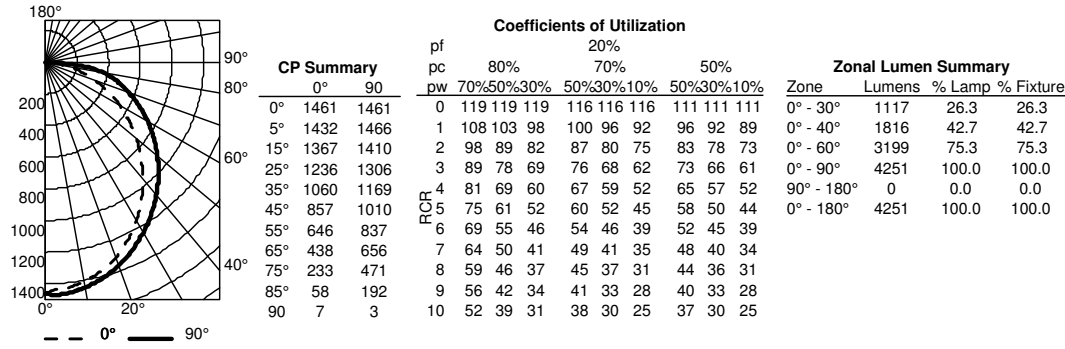 180°
90°
80°
60°
40°
20°
0°
200
400
600
800
1000
1200
1400
0° 90°
CP Summary
0° 90
0° 1461 1461
5° 1432 1466
15° 1367 1410
25° 1236 1306
35° 1060 1169
45° 857 1010
55° 646 837
65° 438 656
75° 233 471
85° 58 192
90 7 3
Coefficients of Utilization
pf 20%
pc 80% 70% 50%
pw 70%50%30% 50%30%10% 50%30%10%
RCR
0 119 119 119 116 116 116 111 111 111
1 108 103 98 100 96 92 96 92 89
2 98 89 82 87 80 75 83 78 73
3 89 78 69 76 68 62 73 66 61
4 81 69 60 67 59 52 65 57 52
5 75 61 52 60 52 45 58 50 44
6 69 55 46 54 46 39 52 45 39
7 64 50 41 49 41 35 48 40 34
8 59 46 37 45 37 31 44 36 31
9 56 42 34 41 33 28 40 33 28
10 52 39 31 38 30 25 37 30 25
Zonal Lumen Summary
Zone Lumens % Lamp % Fixture
0° - 30° 1117 26.3 26.3
0° - 40° 1816 42.7 42.7
0° - 60° 3199 75.3 75.3
0° - 90° 4251 100.0 100.0
90° - 180° 0 0.0 0.0
0° - 180° 4251 100.0 100.0